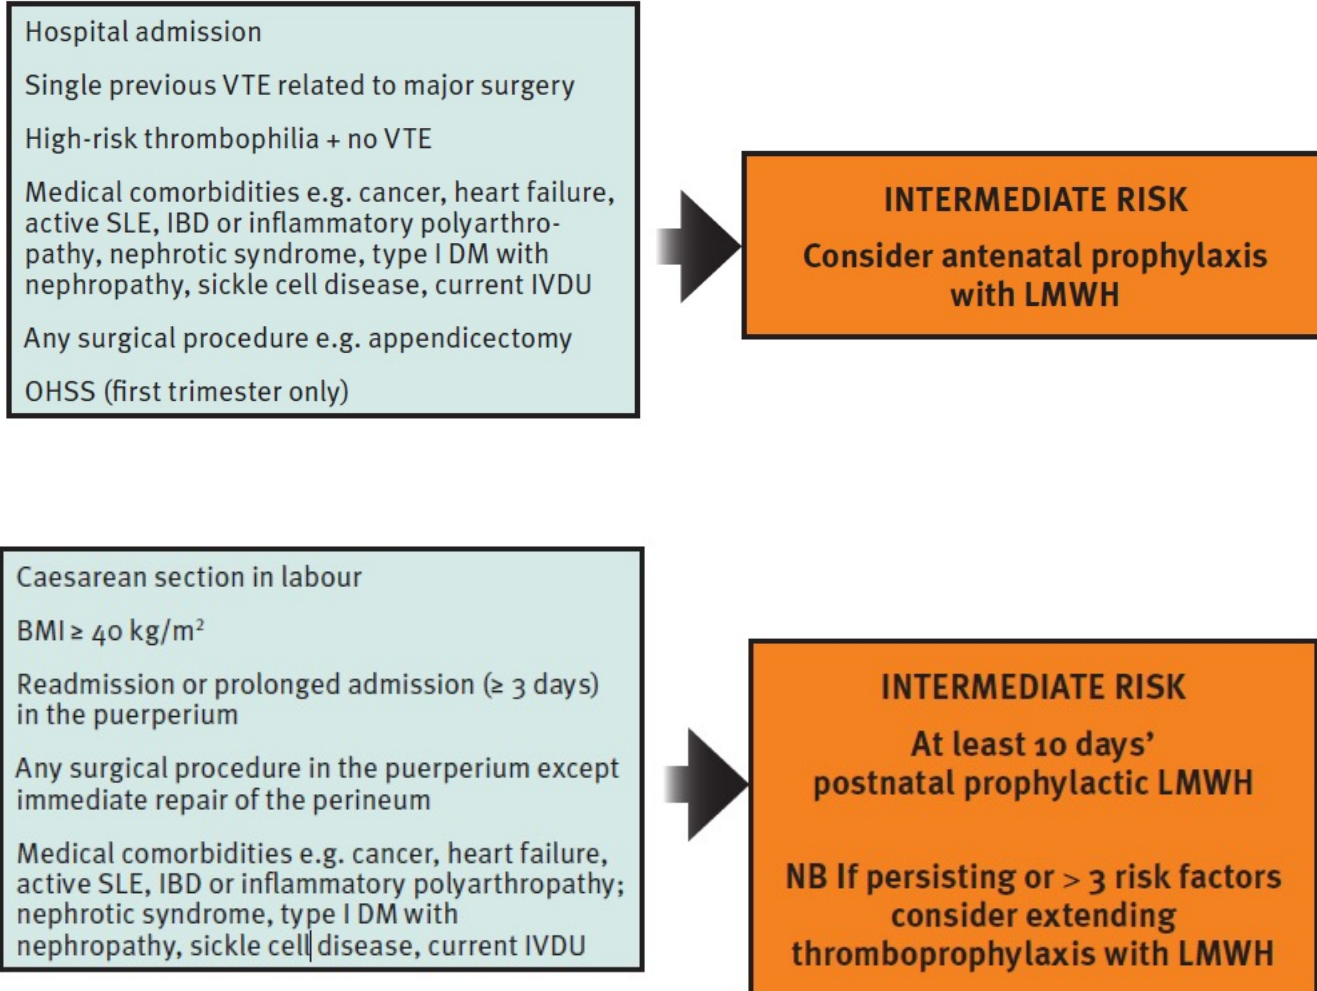 Hospital admission
Single previous VTE related to major surgery
High-risk thrombophilia + no VTE
Medical comorbidities e.g. cancer, heart failure,
active SLE, IBD or inflammatory polyarthro-
pathy, nephrotic syndrome, type I DM with
nephropathy, sickle cell disease, current IVDU
Any surgical procedure e.g. appendicectomy
OHSS (first trimester only)
INTERMEDIATE RISK
Consider antenatal prophylaxis
with LMWH
Caesarean section in labour
BMI ≥ 40 kg/m²
Readmission or prolonged admission (≥ 3 days)
in the puerperium
Any surgical procedure in the puerperium except
immediate repair of the perineum
Medical comorbidities e.g. cancer, heart failure,
active SLE, IBD or inflammatory polyarthropathy;
nephrotic syndrome, type I DM with
nephropathy, sickle cell disease, current IVDU
INTERMEDIATE RISK
At least 10 days’
postnatal prophylactic LMWH
NB If persisting or > 3 risk factors
consider extending
thromboprophylaxis with LMWH